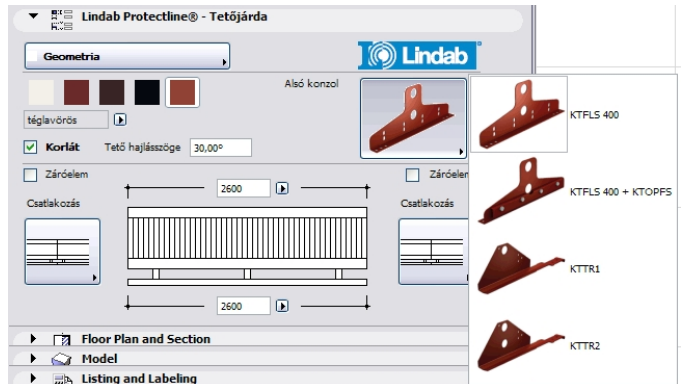 Lindab Protectline® - Tetőjárda
Geometria
Lindab
Alsó konzol
téglavörös
Korlát
Tető hajlásszöge
30,00°
Záróelem
2600
Csatlakozás
Csatlakozás
2600
KTFLS 400
KTFLS 400 + KTOPFS
KTTR1
KTTR2
Floor Plan and Section
Model
Listing and Labeling